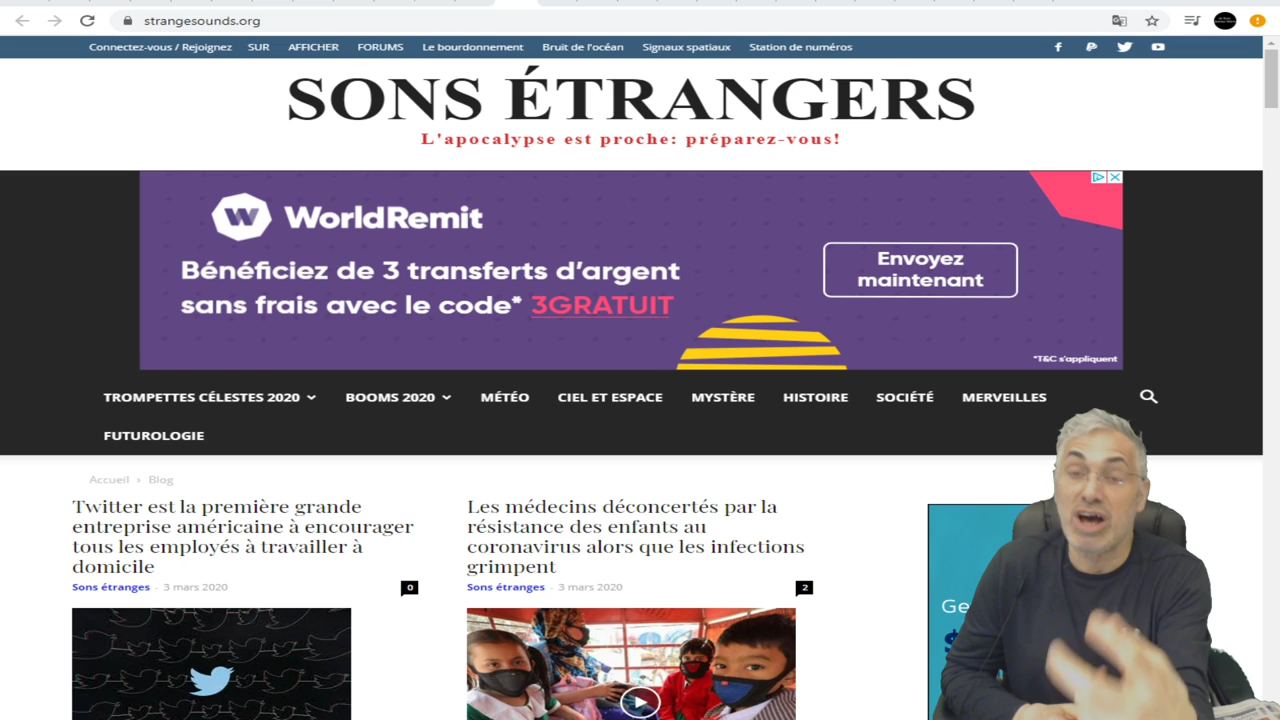 strangesounds.org
Connectez-vous / Rejoignez SUR AFFICHER FORUMS Le bourdonnement Bruit de l'océan Signaux spatiaux Station de numéros
SONS ÉTRANGERS
L'apocalypse est proche: préparez-vous!
W WorldRemit
Bénéficiez de 3 transferts d'argent
sans frais avec le code* 3GRATUIT
Envoyez
maintenant
*T&C s'appliquent
TROMPETTES CÉLESTES 2020 BOOMS 2020 MÉTÉO CIEL ET ESPACE MYSTÈRE HISTOIRE SOCIÉTÉ MERVEILLES
FUTUROLOGIE
Accueil › Blog
Twitter est la première grande
entreprise américaine à encourager
tous les employés à travailler à
domicile
Sons étranges - 3 mars 2020 0
Les médecins déconcertés par la
résistance des enfants au
coronavirus alors que les infections
grimpent
Sons étranges - 3 mars 2020 2
Ge
$